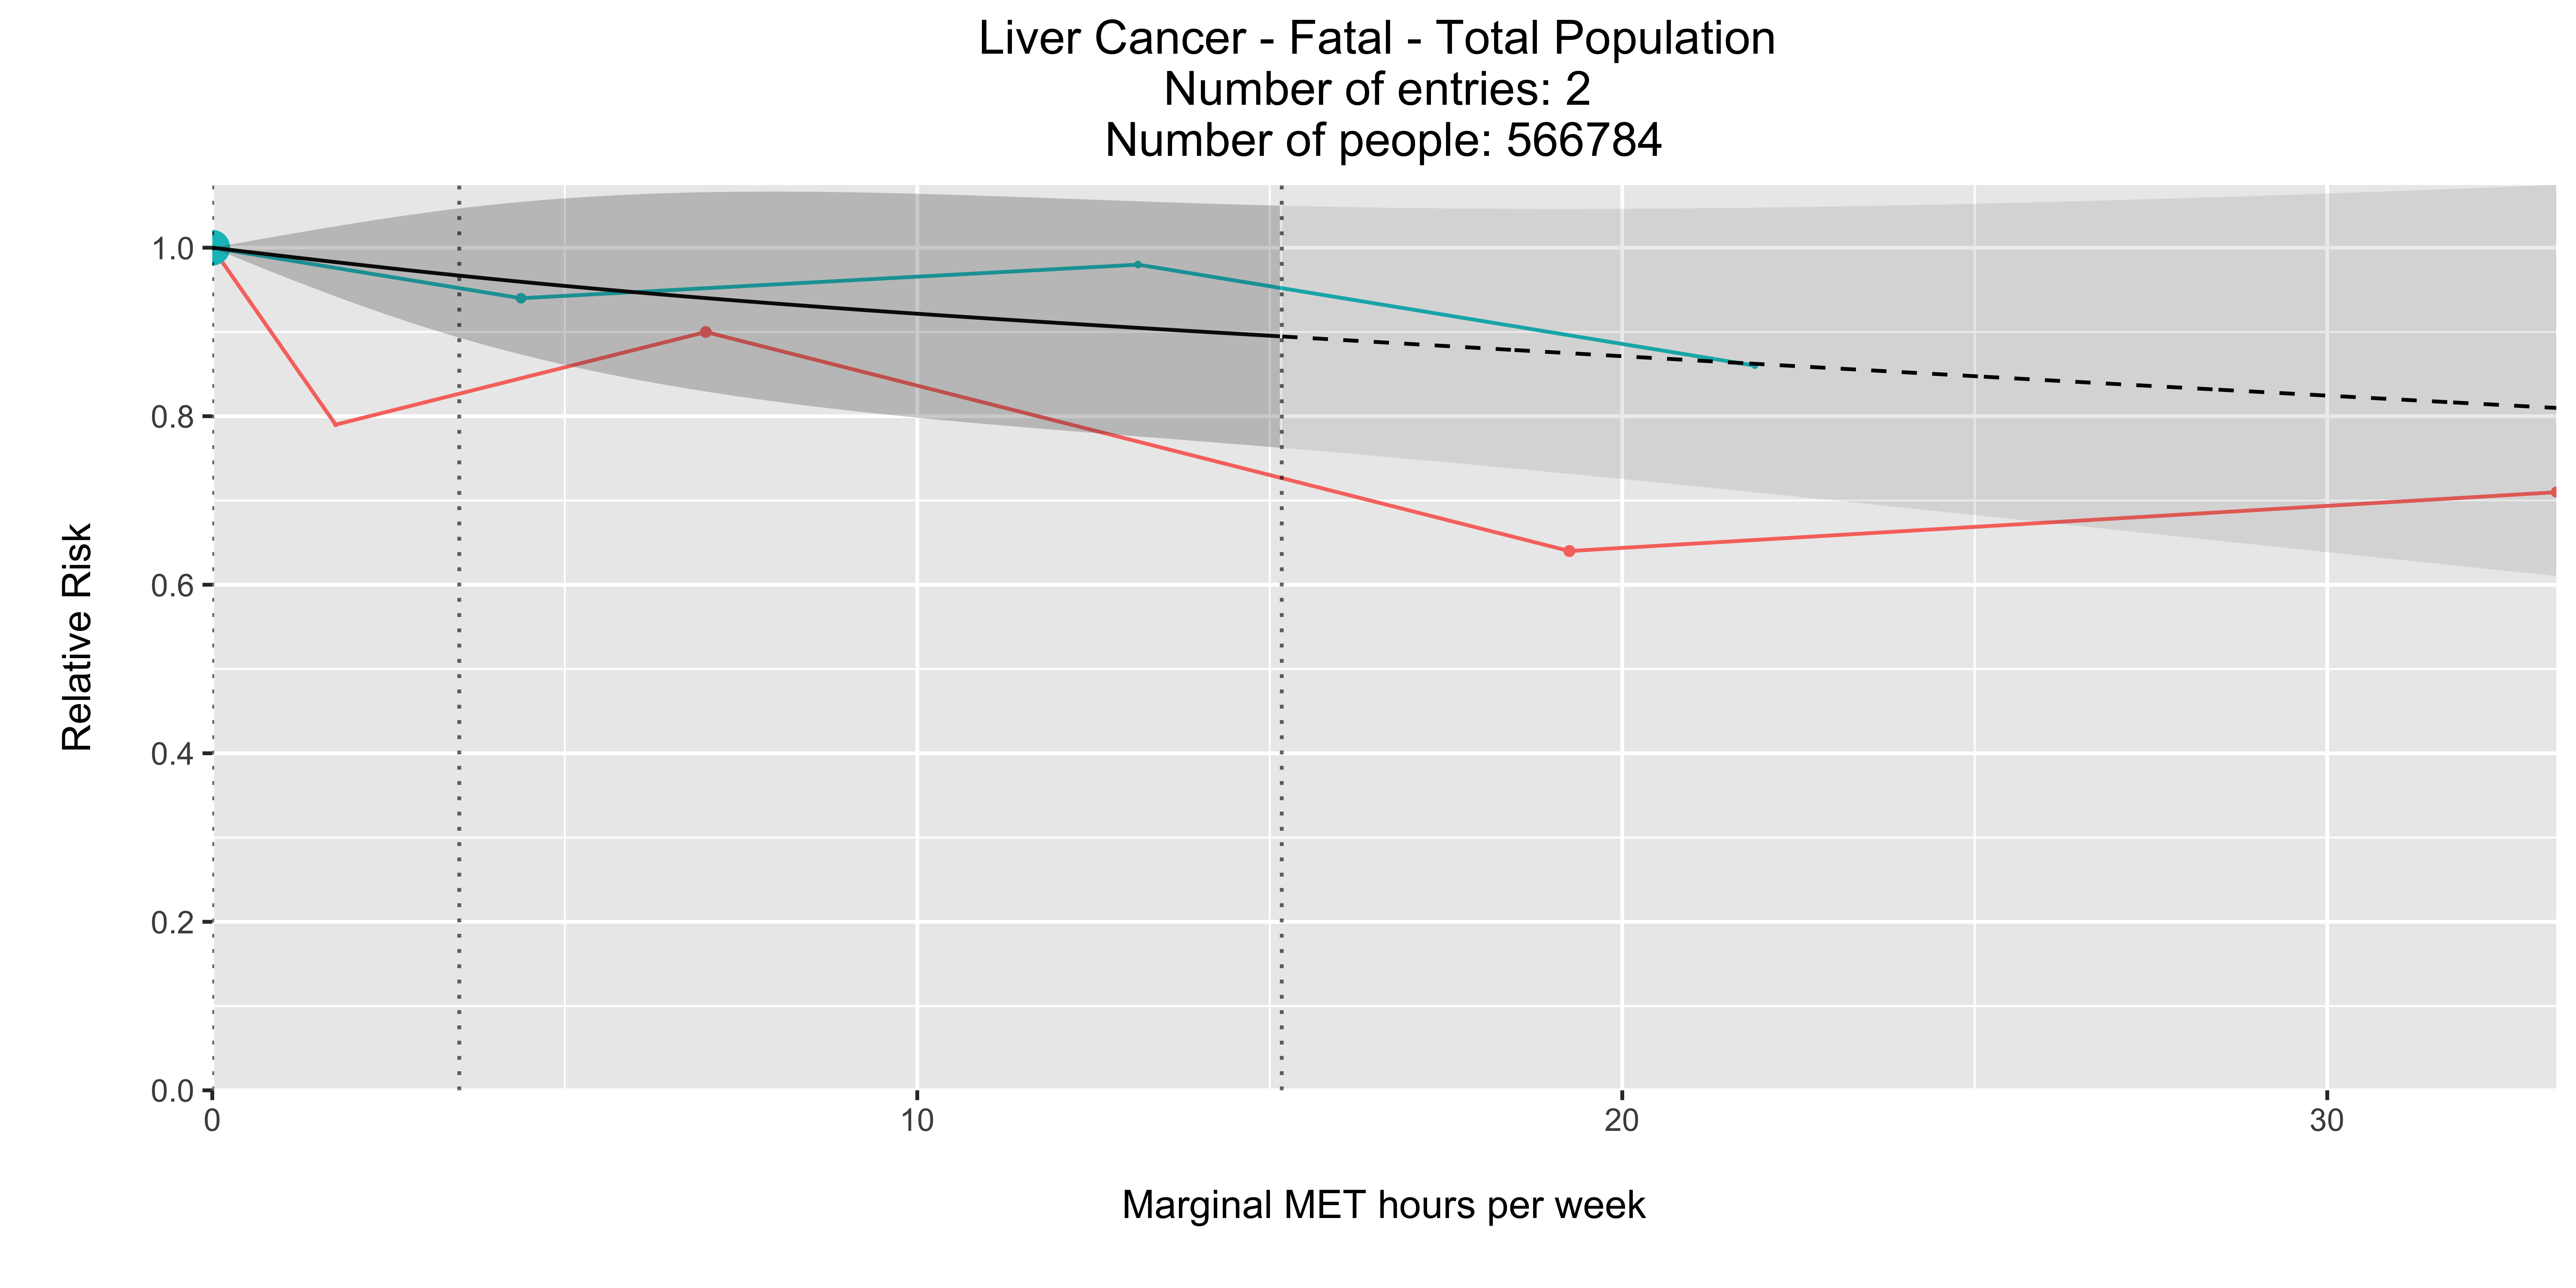 Liver Cancer - Fatal - Total Population
Number of entries: 2
Number of people: 566784
Relative Risk
1.0
0.8
0.6
0.4
0.2
0.0
0
10
20
30
Marginal MET hours per week